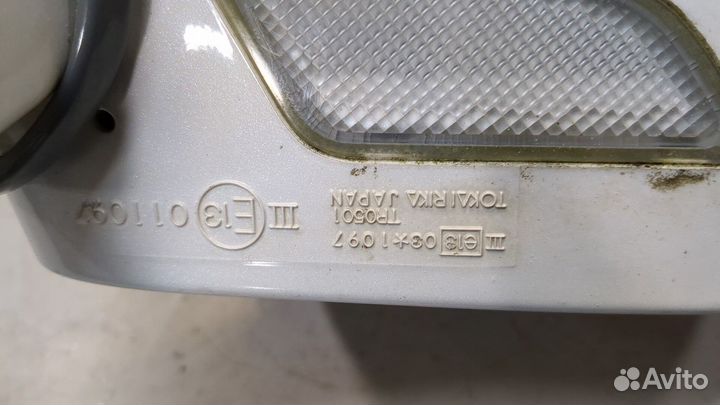 III e13 03*1097
TR0501
TOKAI RIKA JAPAN
III E13 011097
Avito